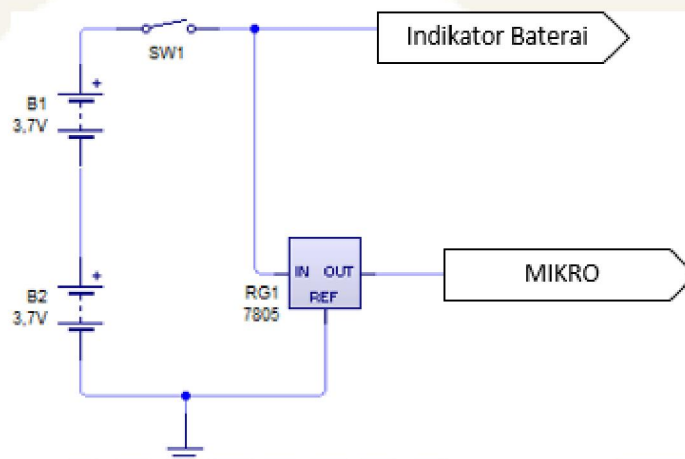 Indikator Baterai
SW1
+
B1
3,7V
IN OUT
REF
MIKRO
RG1
7805
+
B2
3,7V